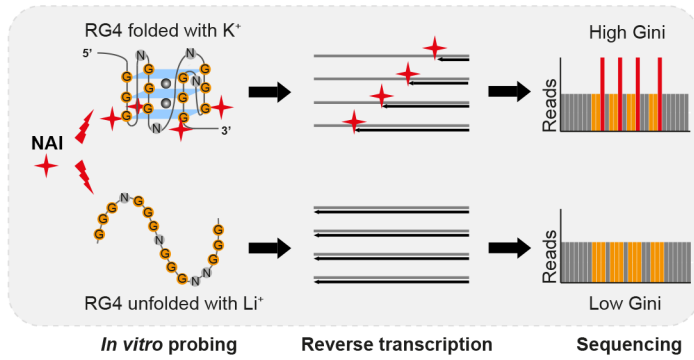 RG4 folded with K⁺
High Gini
5'
N
N
G
G
G
G
G
G
N
G
G
G
G
G
G
N
3'
NAI
Reads
G
G
G
N
G
G
G
N
G
G
G
N
N
G
G
G
Reads
RG4 unfolded with Li⁺
Low Gini
In vitro probing
Reverse transcription
Sequencing